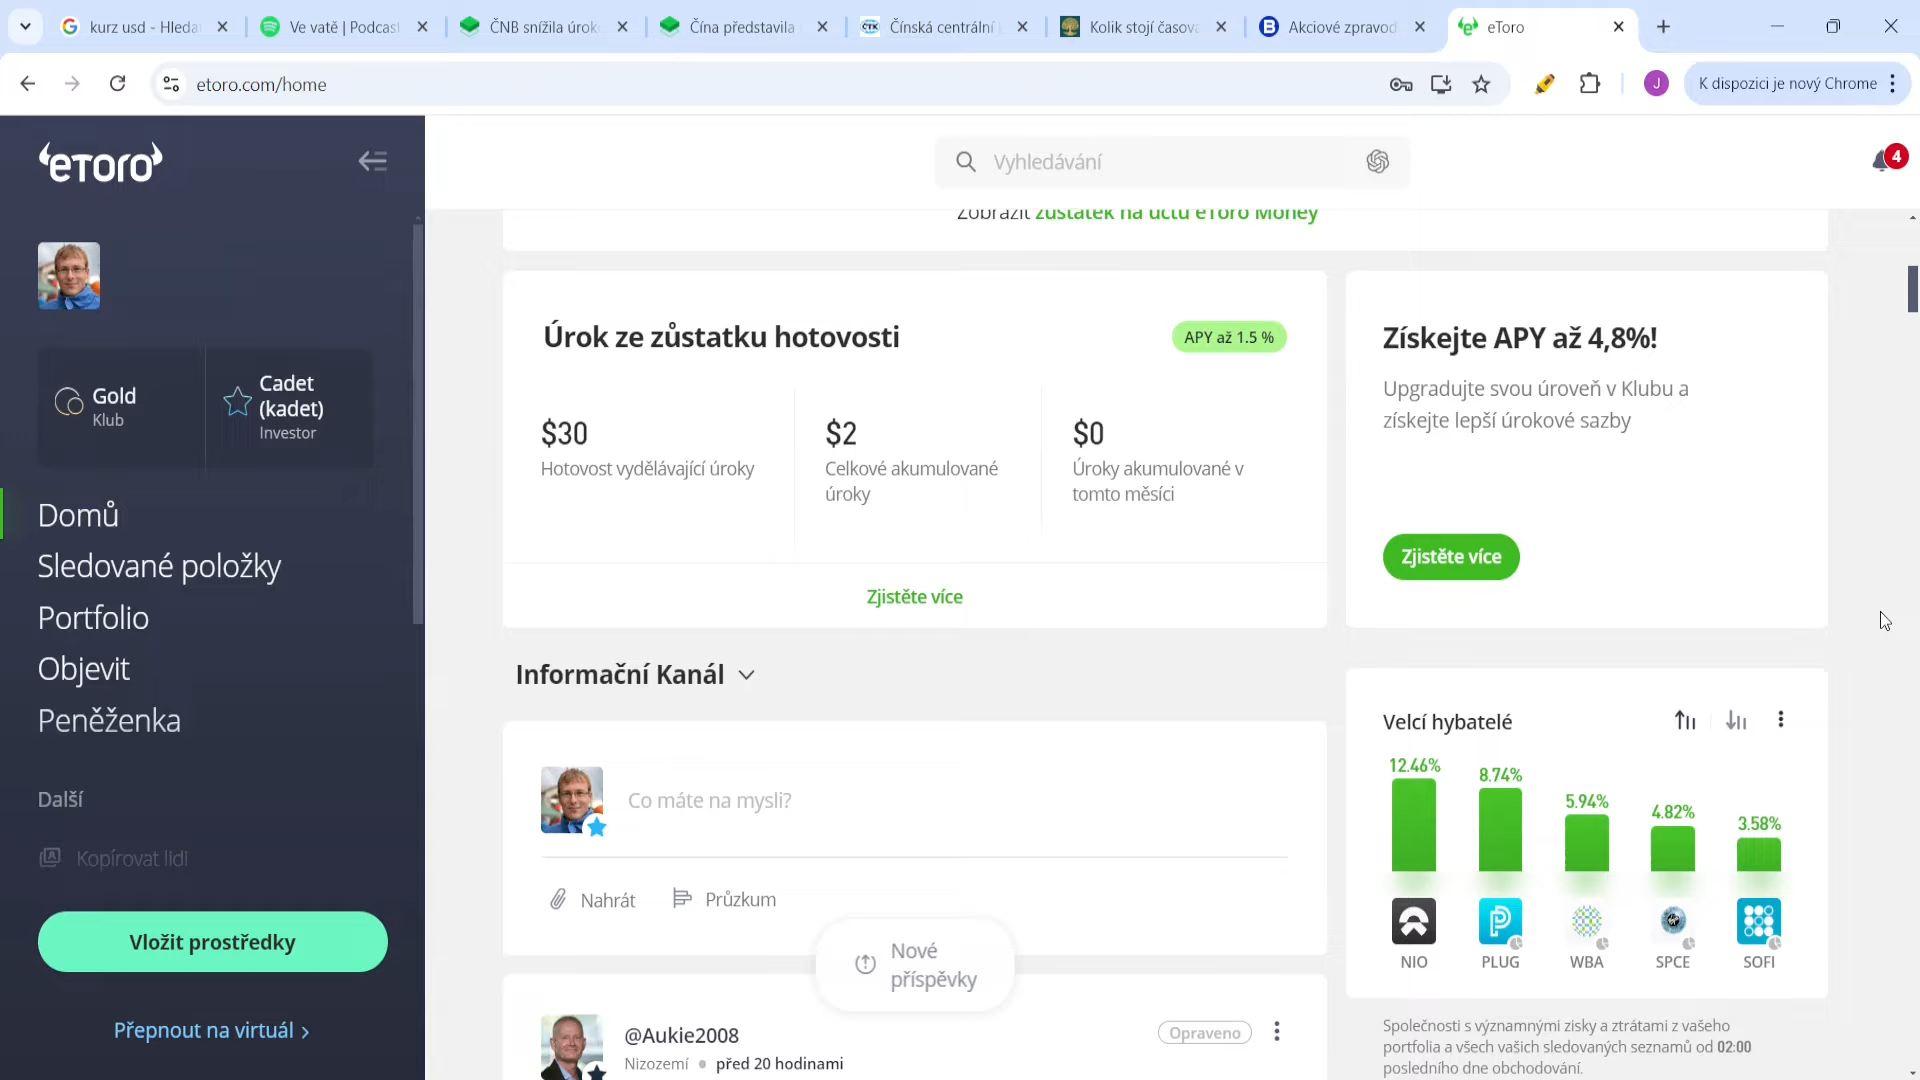 kurz usd - Hleda
Ve vatě | Podcast
ČNB snížila úrok
Čína představila
ČTK
Čínská centrální
Kolik stojí časova
Akciové zpravod
eToro
etoro.com/home
J
K dispozici je nový Chrome
eToro
Vyhledávání
4
Zobrazit zůstatek na účtu eToro Money
Gold
Klub
Cadet
(kadet)
Investor
Domů
Sledované položky
Portfolio
Objevit
Peněženka
Další
Kopírovat lidi
Vložit prostředky
Přepnout na virtuál
Úrok ze zůstatku hotovosti
APY až 1.5 %
$30
Hotovost vydělávající úroky
$2
Celkové akumulované
úroky
$0
Úroky akumulované v
tomto měsíci
Zjistěte více
Získejte APY až 4,8%!
Upgradujte svou úroveň v Klubu a
získejte lepší úrokové sazby
Zjistěte více
Informační Kanál
Co máte na mysli?
Nahrát
Průzkum
Nové
příspěvky
@Aukie2008
Nizozemí • před 20 hodinami
Opraveno
Velcí hybatelé
12.46%
8.74%
5.94%
4.82%
3.58%
NIO
PLUG
WBA
SPCE
SOFI
Společnosti s významnými zisky a ztrátami z vašeho
portfolia a všech vašich sledovaných seznamů od 02:00
posledního dne obchodování.